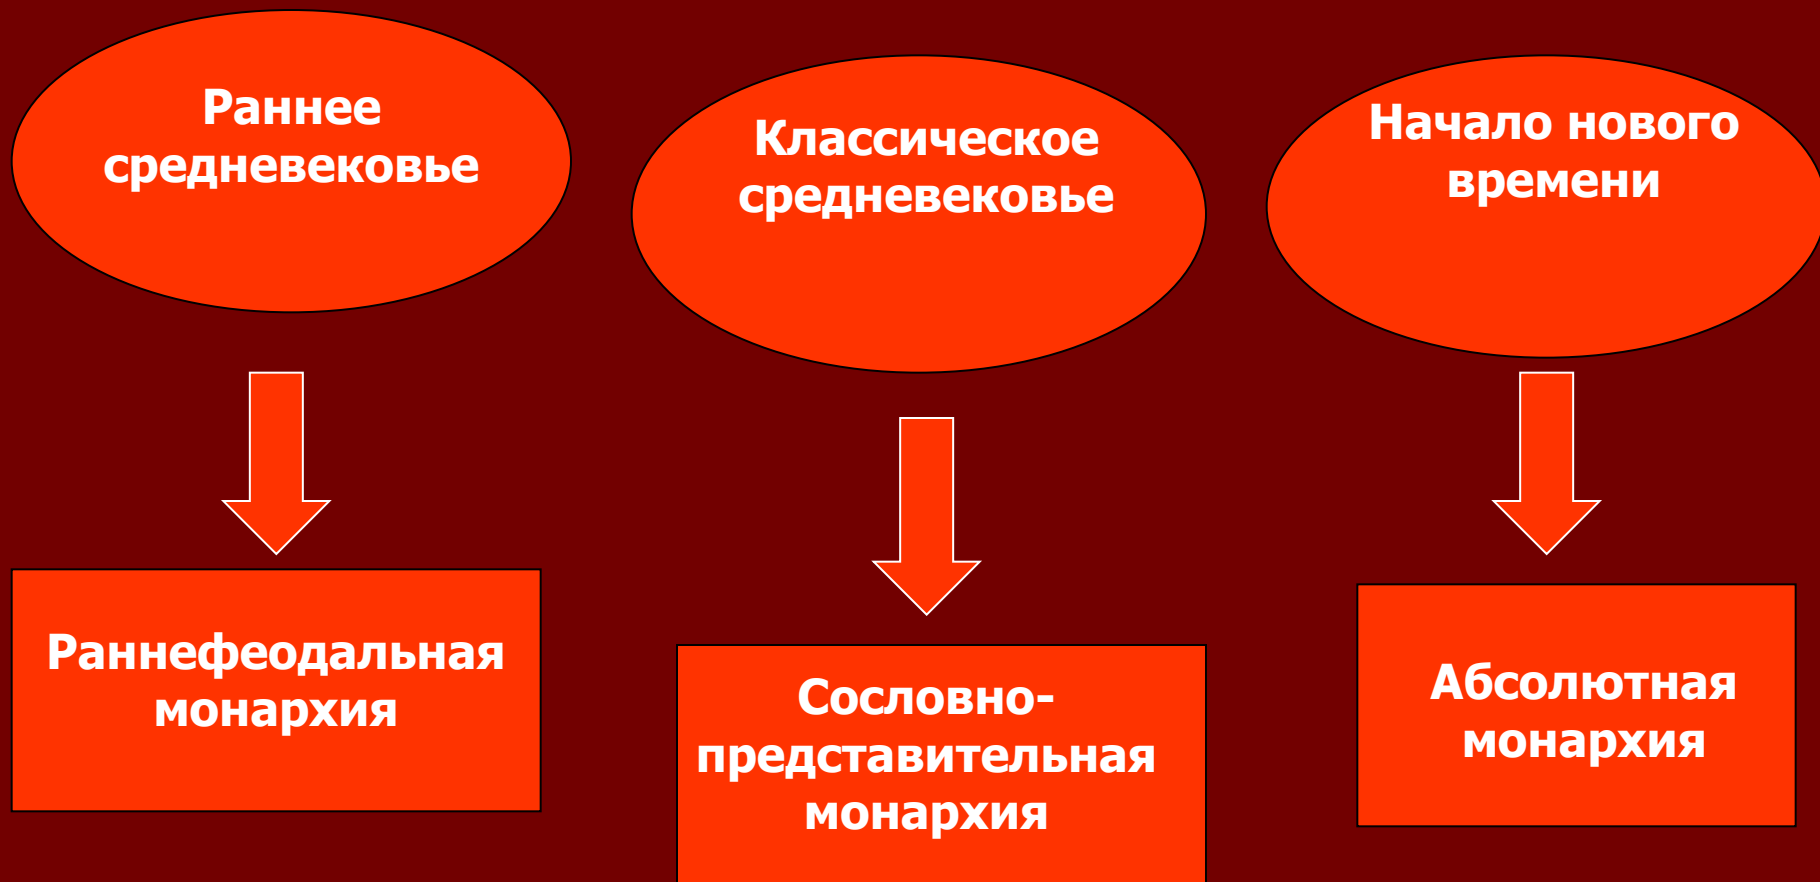 Раннее
средневековье
Классическое
средневековье
Начало нового
времени
Раннефеодальная
монархия
Сословно-
представительная
монархия
Абсолютная
монархия